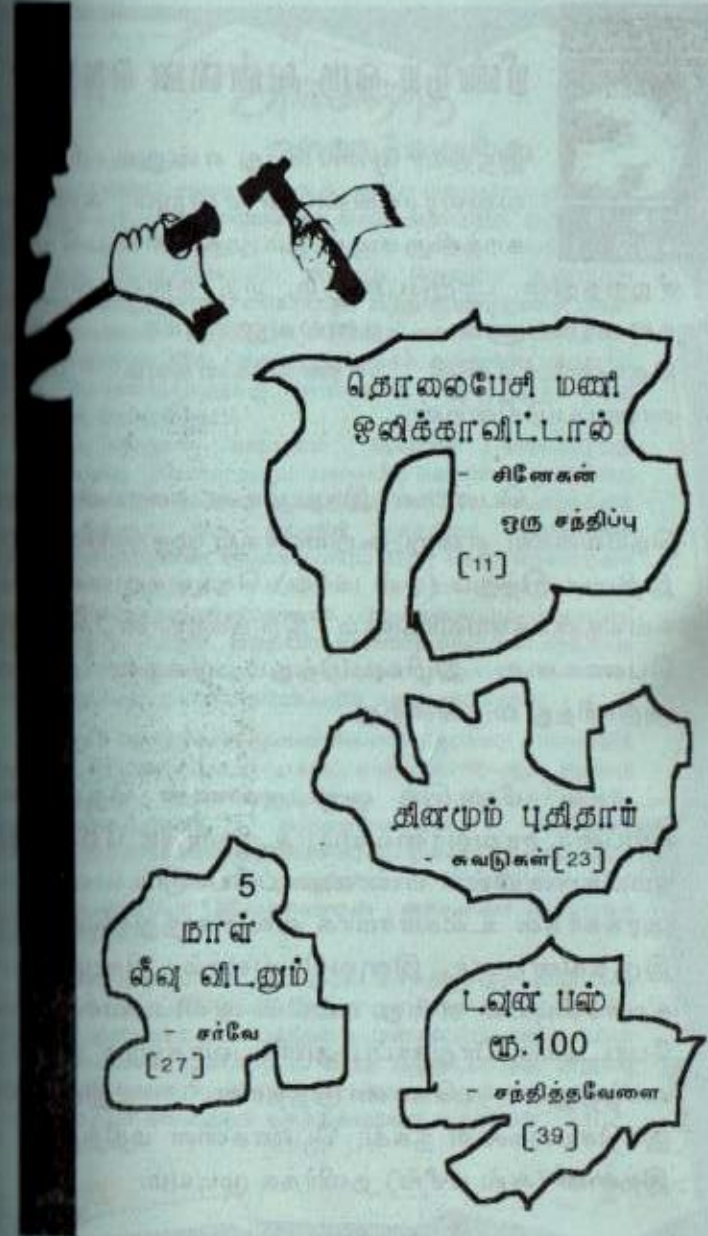 தொலைபேசி மணி
ஒலிக்காவிட்டால்
- சினேகன்
ஒரு சந்திப்பு
[11]
தினமும் புதிதாய்
- சுவடுகள்[23]
5
நாள்
லீவு விடனும்
- சர்வே
[27]
டவுன் பஸ்
ரூ.100
- சந்தித்தவேளை
[39]